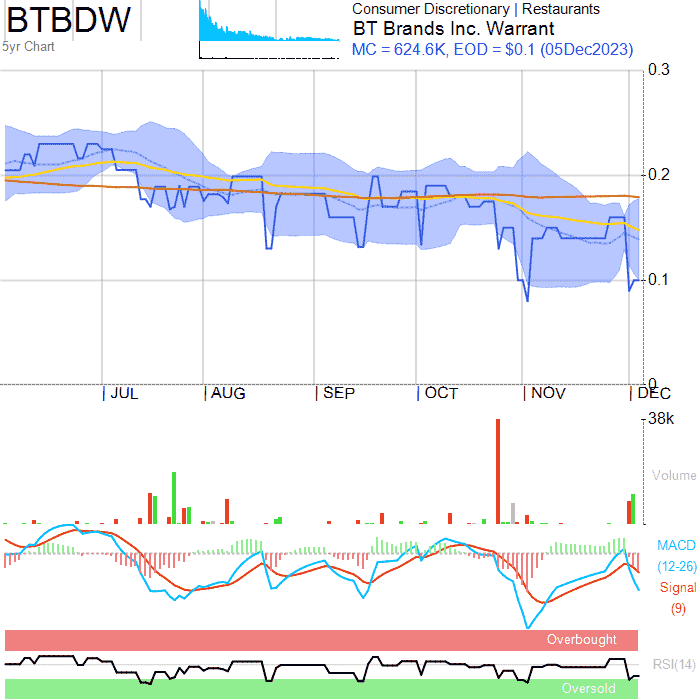 BTBDW
5yr Chart
Consumer Discretionary | Restaurants
BT Brands Inc. Warrant
MC = 624.6K, EOD = $0.1 (05Dec2023)
0.3
0.2
0.1
0
JUL AUG SEP OCT NOV DEC
38k
Volume
MACD
(12-26)
Signal
(9)
Overbought
RSI(14)
Oversold